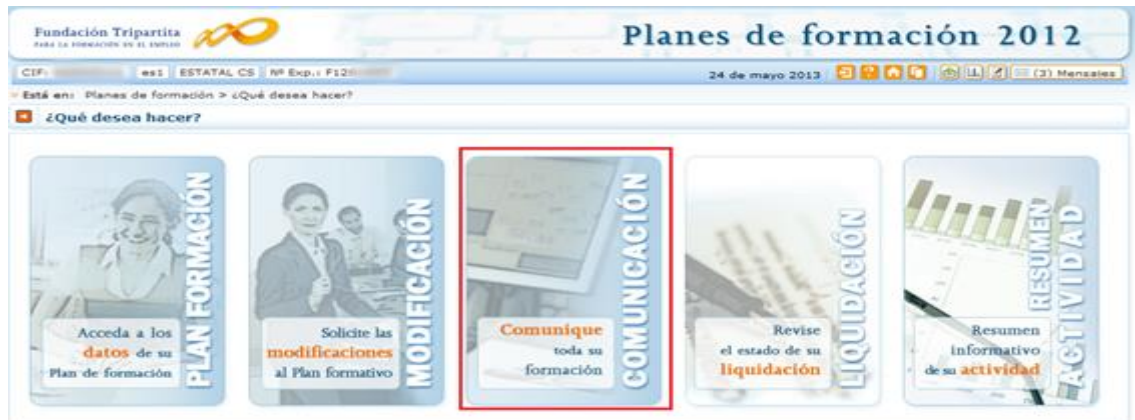 Fundación Tripartita
PARA LA FORMACIÓN EN EL EMPLEO
Planes de formación 2012
CIF: es1 ESTATAL CS Nº Exp.: F12
24 de mayo 2013 (3) Mensajes
Está en: Planes de formación > ¿Qué desea hacer?
¿Qué desea hacer?
PLAN FORMACIÓN
Acceda a los
datos de su
Plan de formación
MODIFICACIÓN
Solicite las
modificaciones
al Plan formativo
COMUNICACIÓN
Comunique
toda su
formación
LIQUIDACIÓN
Revise
el estado de su
liquidación
RESUMEN
ACTIVIDAD
Resumen
informativo
de su actividad